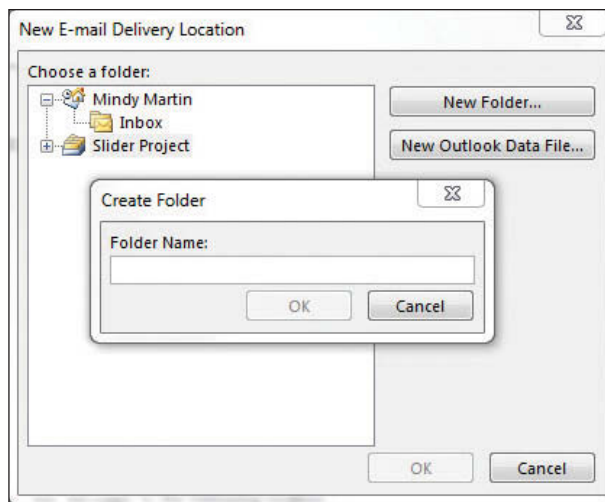 New E-mail Delivery Location
Choose a folder:
Mindy Martin
Inbox
Slider Project
New Folder...
New Outlook Data File...
Create Folder
Folder Name:
OK
Cancel
OK
Cancel